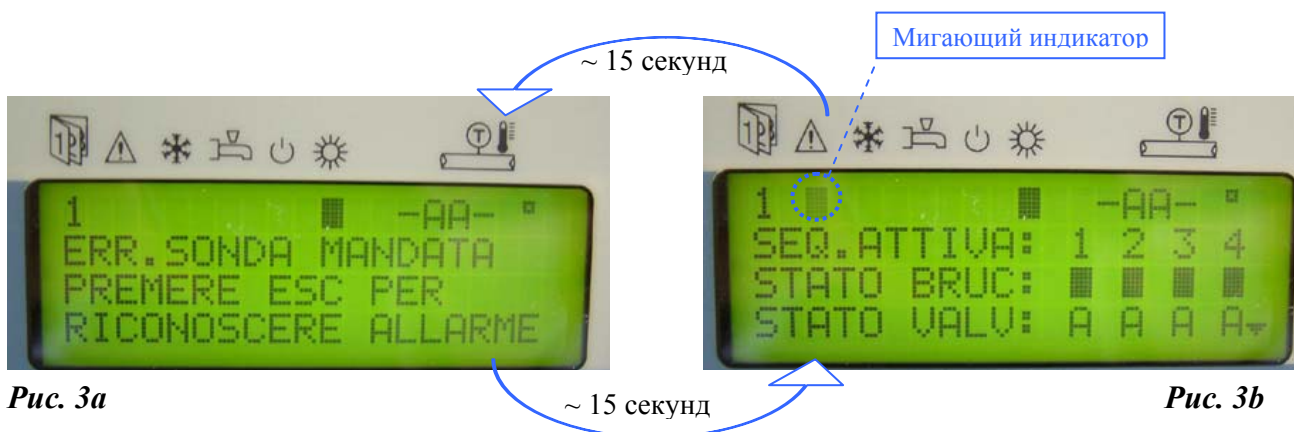 Мигающий индикатор
~ 15 секунд
1 -AA- °
ERR.SONDA MANDATA
PREMERE ESC PER
RICONOSCERE ALLARME
1 -AA- °
SEQ.ATTIVA: 1 2 3 4
STATO BRUC:
STATO VALV: A A A A
Рис. 3a
~ 15 секунд
Рис. 3b